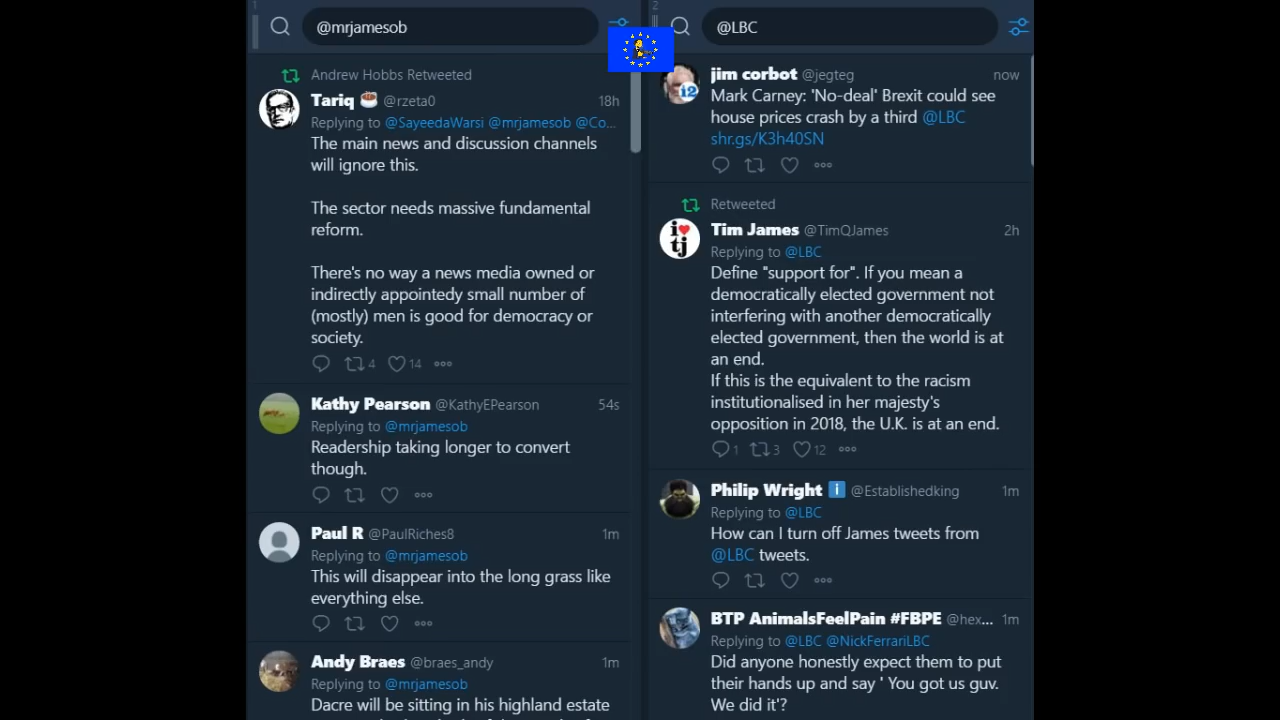 1
@mrjamesob
Andrew Hobbs Retweeted
Tariq @rzeta0 18h
Replying to @SayeedaWarsi @mrjamesob @Co...
The main news and discussion channels
will ignore this.
The sector needs massive fundamental
reform.
There's no way a news media owned or
indirectly appointedy small number of
(mostly) men is good for democracy or
society.
4 14
Kathy Pearson @KathyEPearson 54s
Replying to @mrjamesob
Readership taking longer to convert
though.
Paul R @PaulRiches8 1m
Replying to @mrjamesob
This will disappear into the long grass like
everything else.
Andy Braes @braes_andy 1m
Replying to @mrjamesob
Dacre will be sitting in his highland estate
2
@LBC
jim corbot @jegteg now
Mark Carney: 'No-deal' Brexit could see
house prices crash by a third @LBC
shr.gs/K3h40SN
Retweeted
Tim James @TimQJames 2h
Replying to @LBC
Define "support for". If you mean a
democratically elected government not
interfering with another democratically
elected government, then the world is at
an end.
If this is the equivalent to the racism
institutionalised in her majesty's
opposition in 2018, the U.K. is at an end.
1 3 12
Philip Wright @Establishedking 1m
Replying to @LBC
How can I turn off James tweets from
@LBC tweets.
BTP AnimalsFeelPain #FBPE @hex... 1m
Replying to @LBC @NickFerrariLBC
Did anyone honestly expect them to put
their hands up and say ' You got us guv.
We did it'?